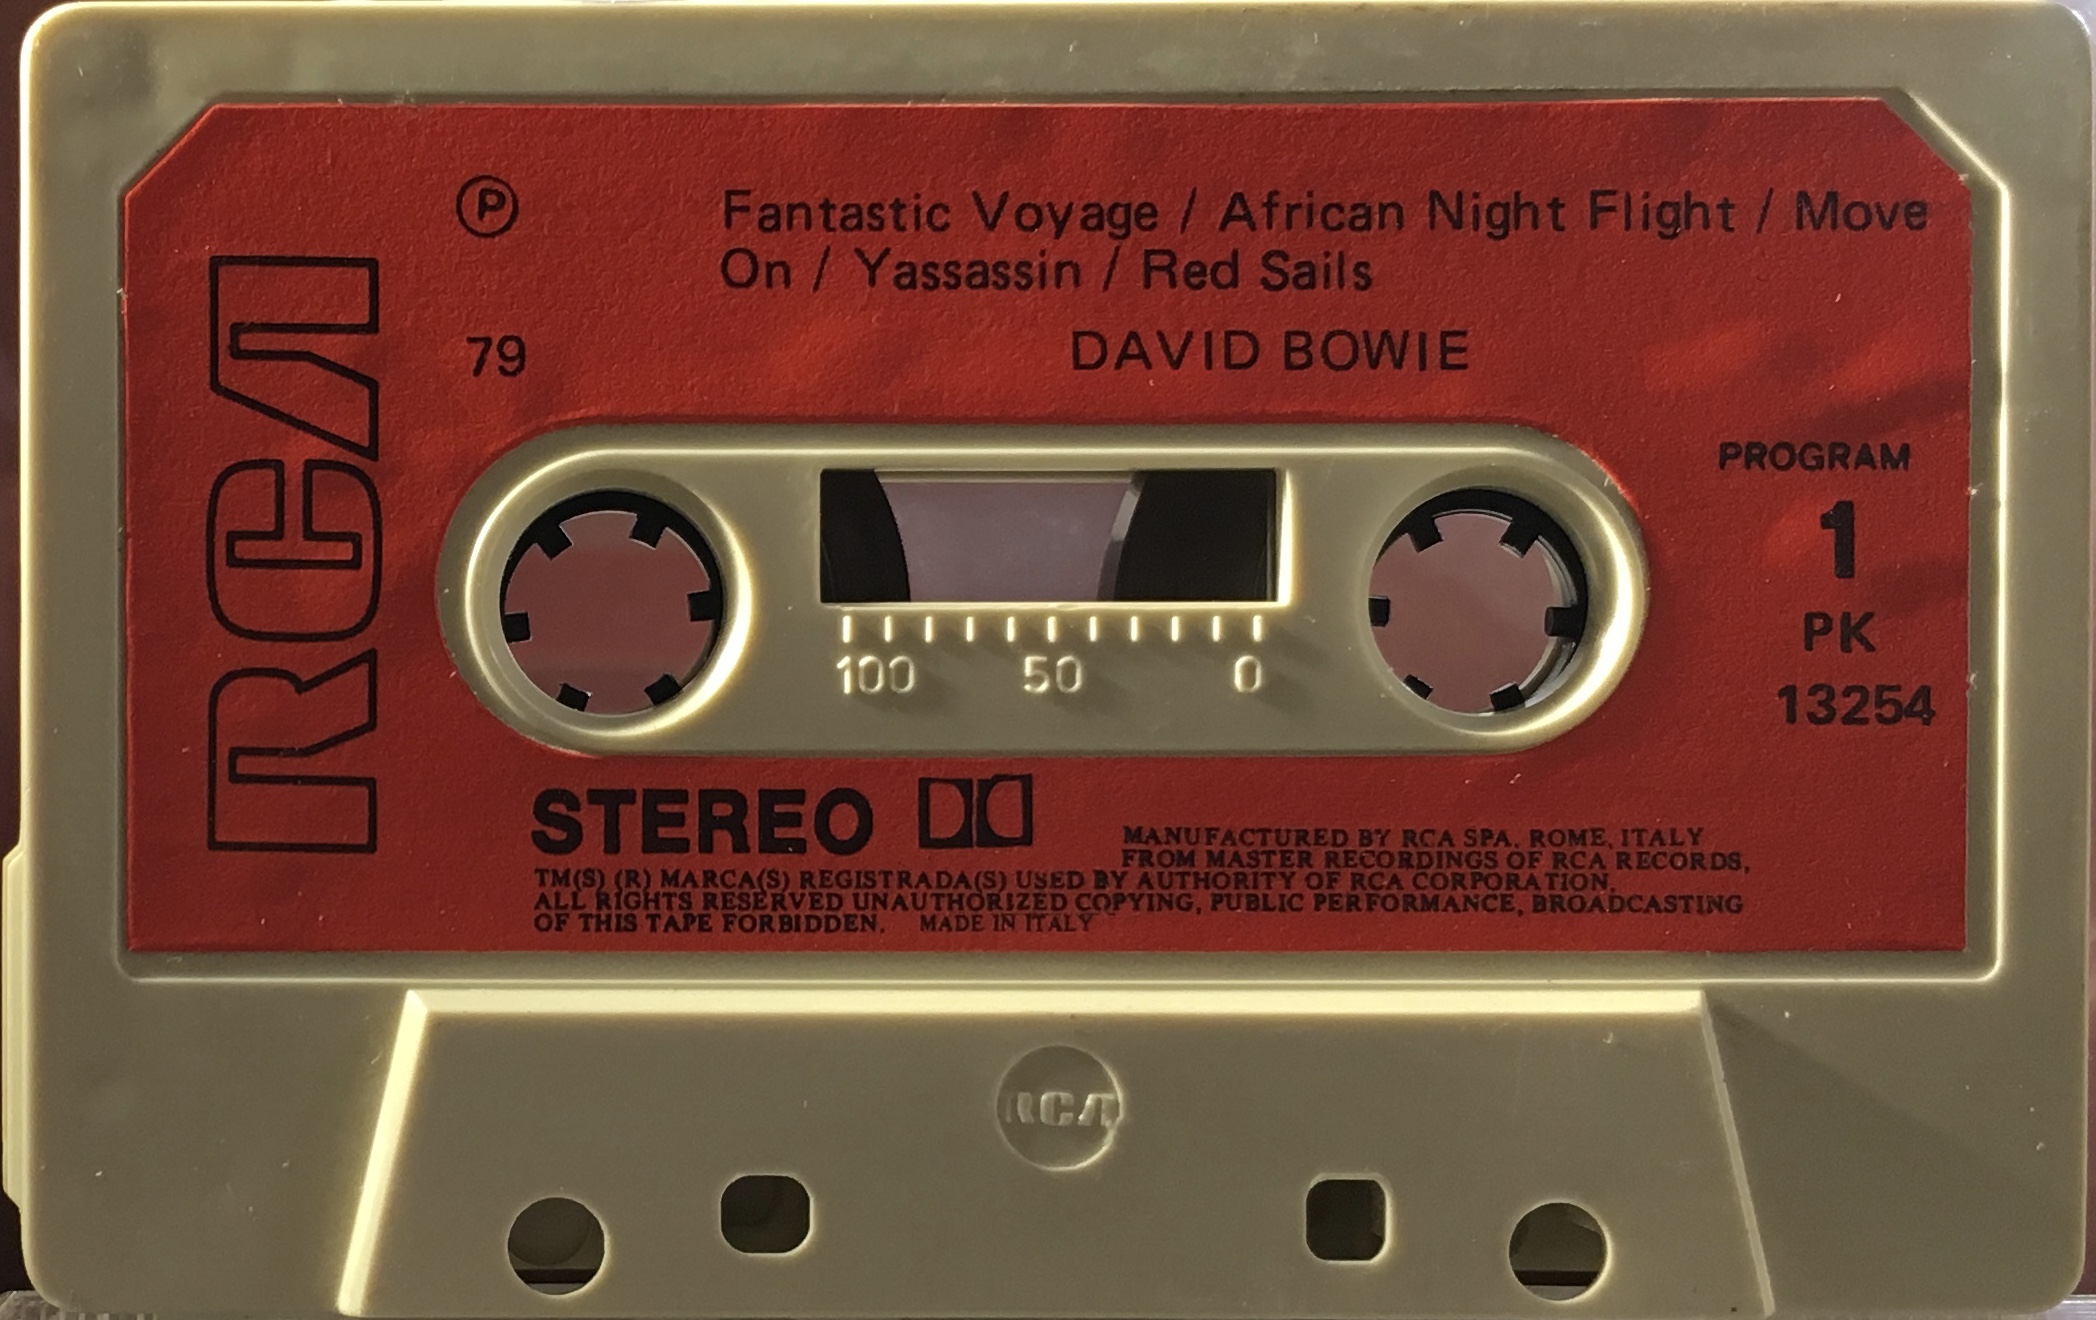 Ⓟ
Fantastic Voyage / African Night Flight / Move
On / Yassassin / Red Sails
79
DAVID BOWIE
RCA
PROGRAM
1
PK
13254
100 50 0
STEREO
MANUFACTURED BY RCA SPA. ROME, ITALY
FROM MASTER RECORDINGS OF RCA RECORDS,
TM(S) (R) MARCA(S) REGISTRADA(S) USED BY AUTHORITY OF RCA CORPORATION.
ALL RIGHTS RESERVED UNAUTHORIZED COPYING, PUBLIC PERFORMANCE, BROADCASTING
OF THIS TAPE FORBIDDEN. MADE IN ITALY
RCA